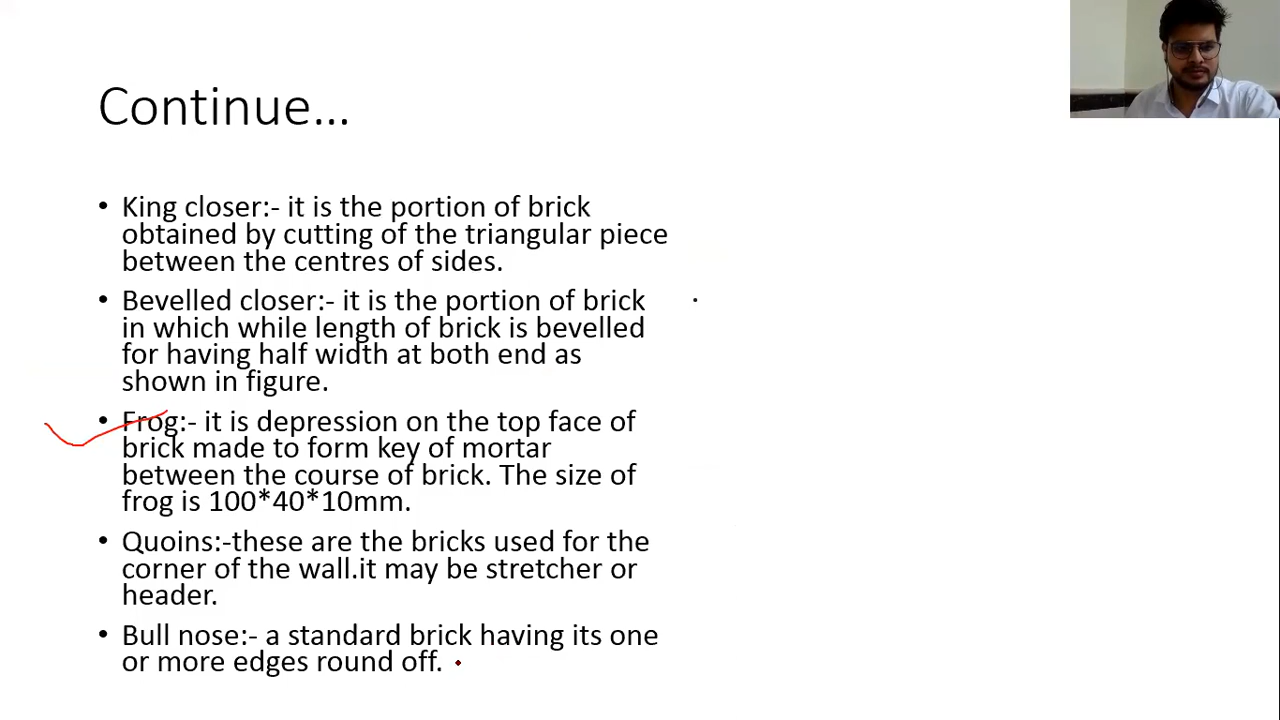 Continue...
• King closer:- it is the portion of brick
obtained by cutting of the triangular piece
between the centres of sides.
• Bevelled closer:- it is the portion of brick
in which while length of brick is bevelled
for having half width at both end as
shown in figure.
• Frog:- it is depression on the top face of
brick made to form key of mortar
between the course of brick. The size of
frog is 100*40*10mm.
• Quoins:-these are the bricks used for the
corner of the wall.it may be stretcher or
header.
• Bull nose:- a standard brick having its one
or more edges round off.